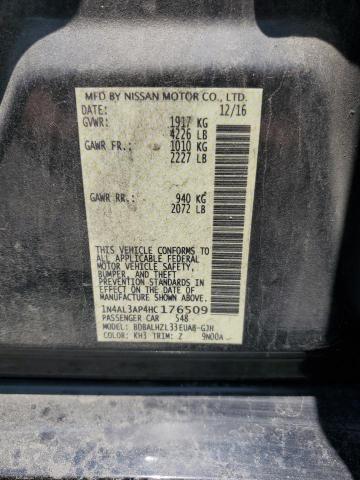 MFD BY NISSAN MOTOR CO., LTD.
DATE: 12/16
GVWR: 1917 KG
4226 LB
GAWR FR.: 1010 KG
2227 LB
GAWR RR.: 940 KG
2072 LB
THIS VEHICLE CONFORMS TO
ALL APPLICABLE FEDERAL
MOTOR VEHICLE SAFETY,
BUMPER, AND THEFT
PREVENTION STANDARDS
IN EFFECT ON THE DATE OF
MANUFACTURE SHOWN ABOVE.
1N4AL3AP4HC176509
PASSENGER CAR 548
MODEL: BDBALHZL33EUA8-GJH
COLOR: KH3 TRIM: Z 9N00A